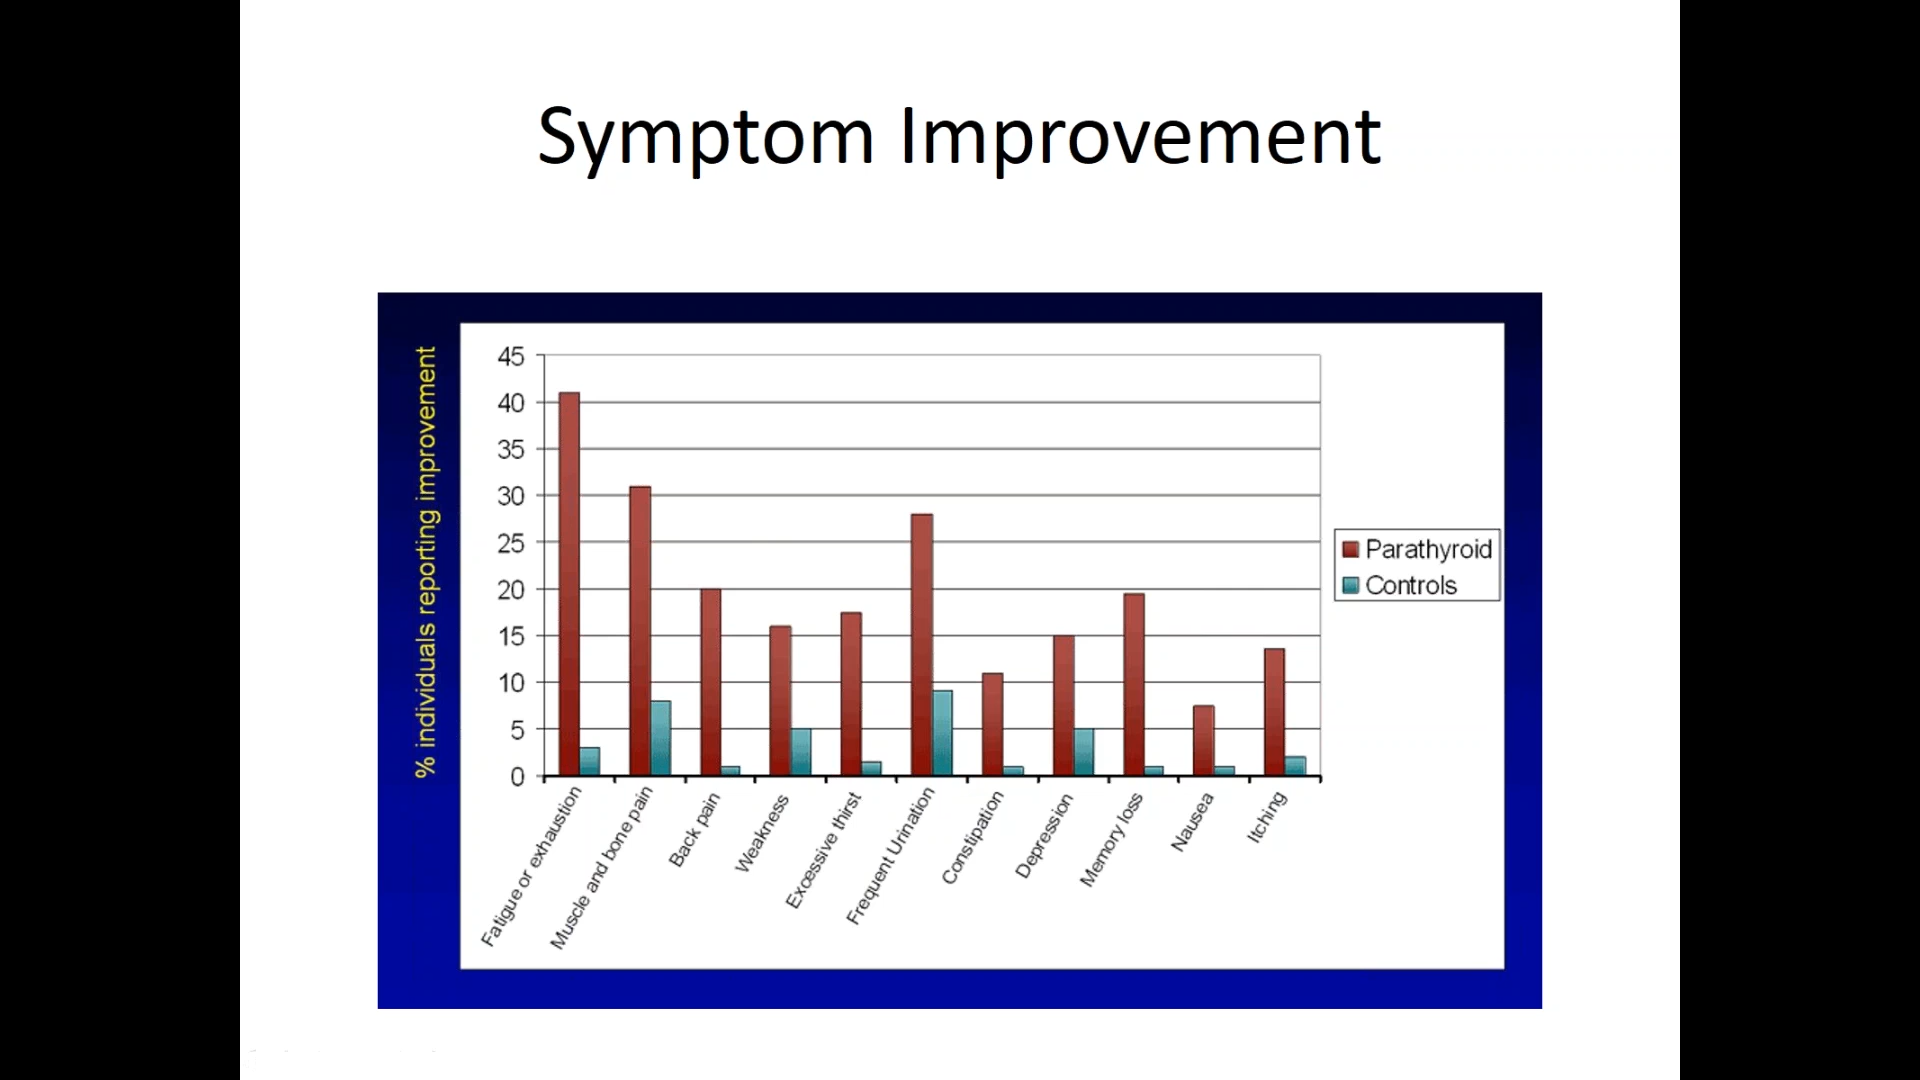 Symptom Improvement
% individuals reporting improvement
45
40
35
30
25
20
15
10
5
0
Fatigue or exhaustion
Muscle and bone pain
Back pain
Weakness
Excessive thirst
Frequent Urination
Constipation
Depression
Memory loss
Nausea
Itching
Parathyroid
Controls